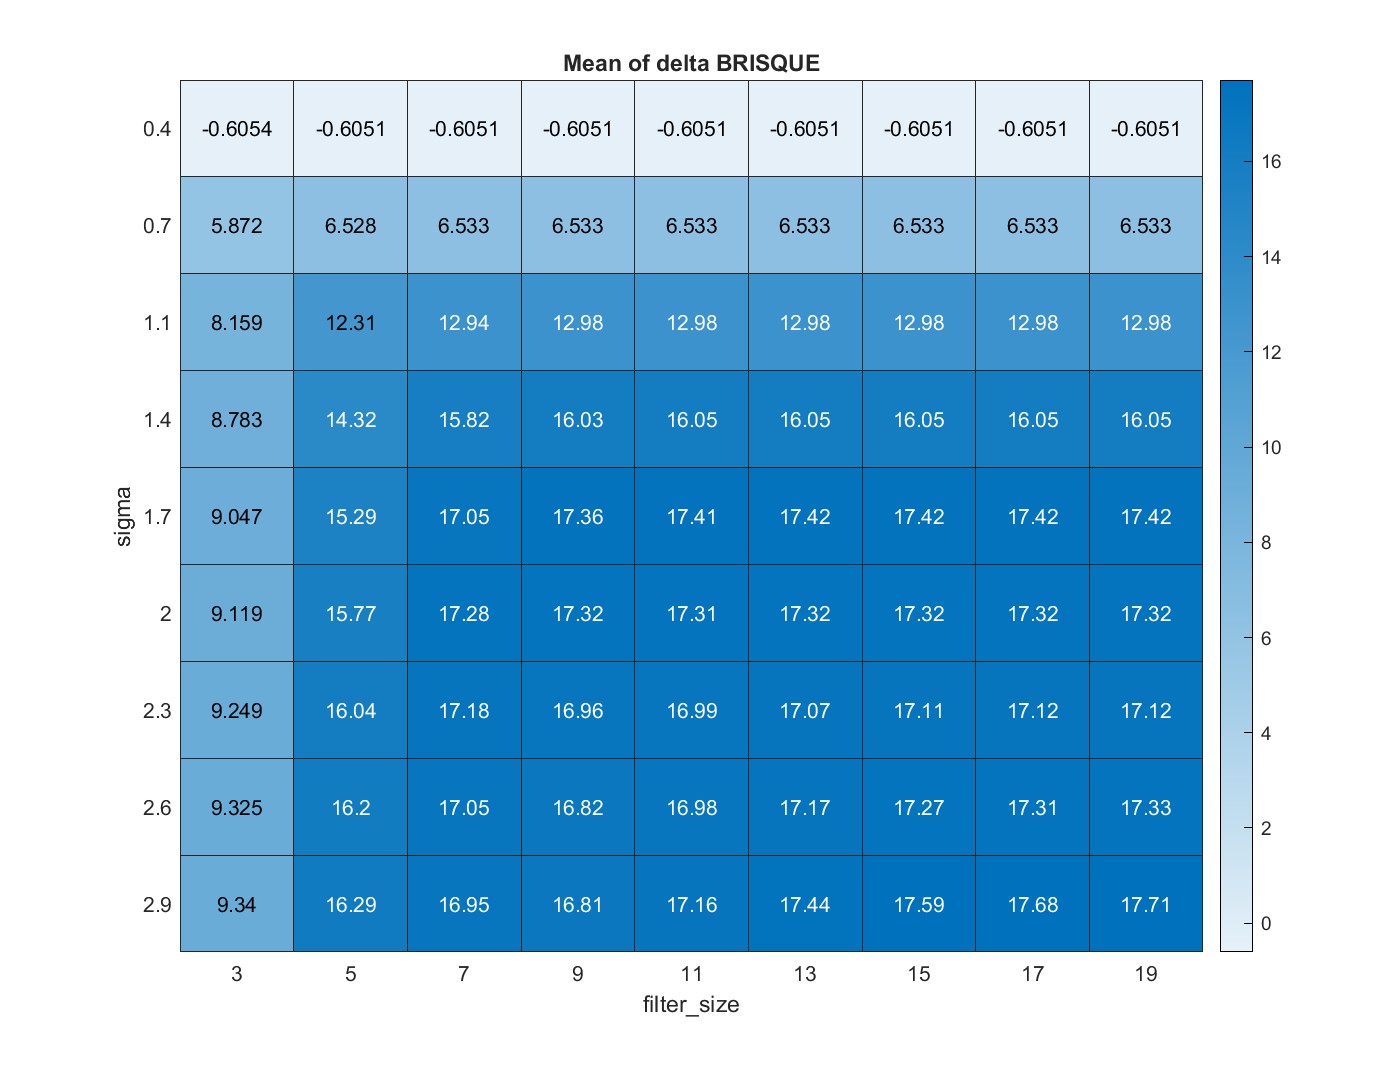 Mean of delta BRISQUE
0.4 -0.6054 -0.6051 -0.6051 -0.6051 -0.6051 -0.6051 -0.6051 -0.6051 -0.6051
0.7 5.872 6.528 6.533 6.533 6.533 6.533 6.533 6.533 6.533
1.1 8.159 12.31 12.94 12.98 12.98 12.98 12.98 12.98 12.98
1.4 8.783 14.32 15.82 16.03 16.05 16.05 16.05 16.05 16.05
1.7 9.047 15.29 17.05 17.36 17.41 17.42 17.42 17.42 17.42
2 9.119 15.77 17.28 17.32 17.31 17.32 17.32 17.32 17.32
2.3 9.249 16.04 17.18 16.96 16.99 17.07 17.11 17.12 17.12
2.6 9.325 16.2 17.05 16.82 16.98 17.17 17.27 17.31 17.33
2.9 9.34 16.29 16.95 16.81 17.16 17.44 17.59 17.68 17.71
3 5 7 9 11 13 15 17 19
filter_size
sigma
16
14
12
10
8
6
4
2
0